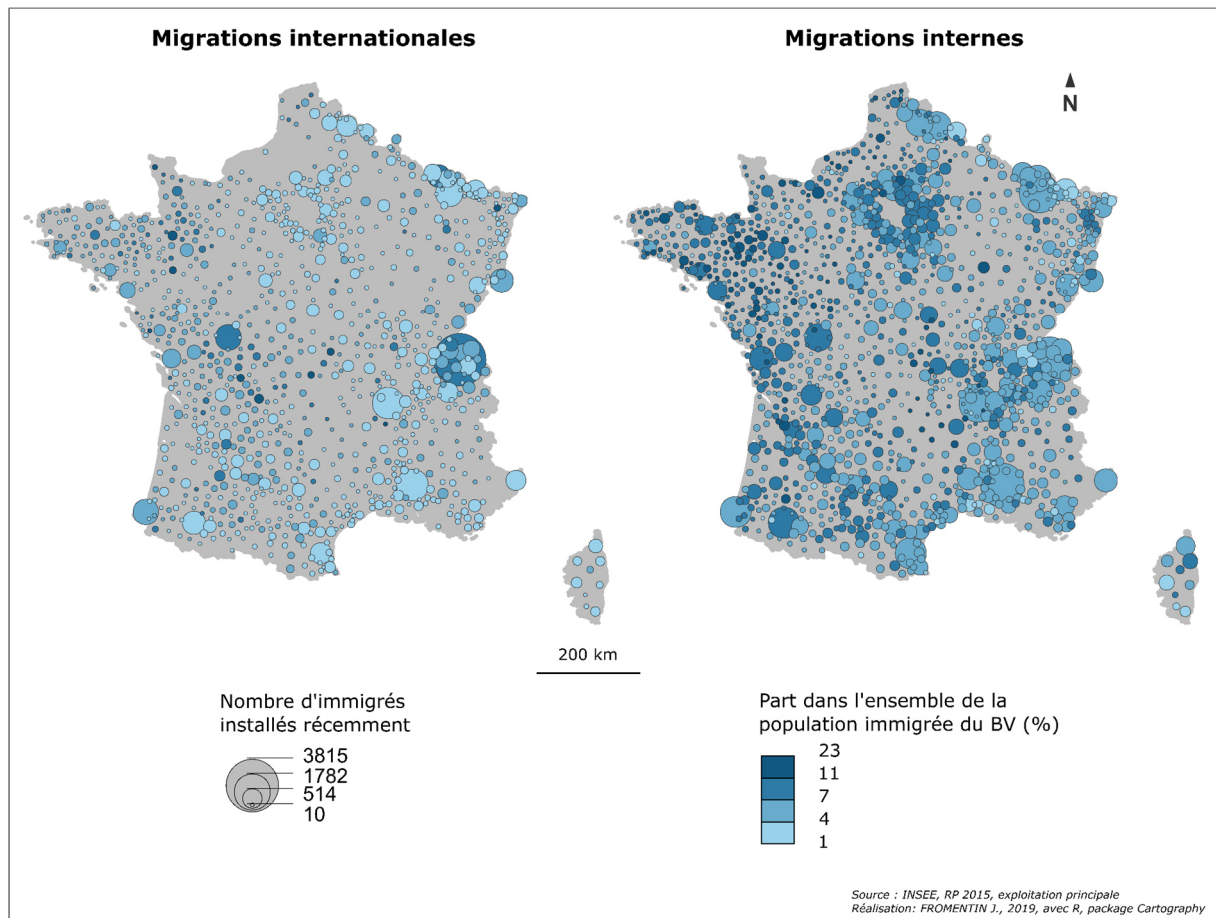 Migrations internationales
Migrations internes
N
200 km
Nombre d'immigrés
installés récemment
3815
1782
514
10
Part dans l'ensemble de la
population immigrée du BV (%)
23
11
7
4
1
Source : INSEE, RP 2015, exploitation principale
Réalisation: FROMENTIN J., 2019, avec R, package Cartography